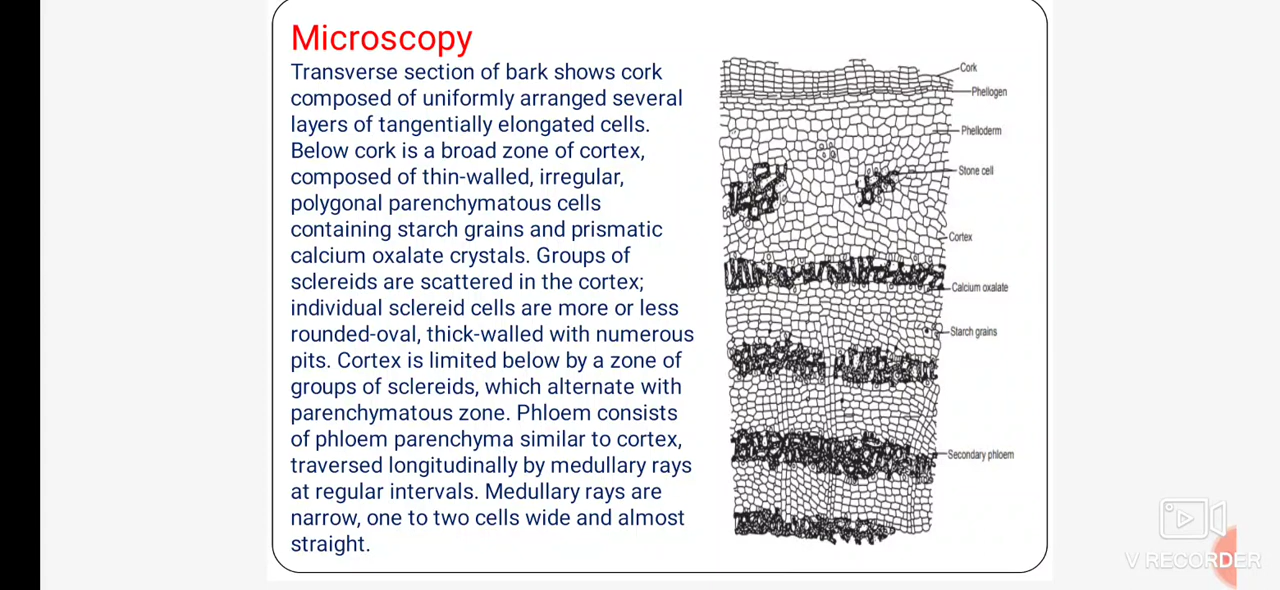 Microscopy
Transverse section of bark shows cork
composed of uniformly arranged several
layers of tangentially elongated cells.
Below cork is a broad zone of cortex,
composed of thin-walled, irregular,
polygonal parenchymatous cells
containing starch grains and prismatic
calcium oxalate crystals. Groups of
sclereids are scattered in the cortex;
individual sclereid cells are more or less
rounded-oval, thick-walled with numerous
pits. Cortex is limited below by a zone of
groups of sclereids, which alternate with
parenchymatous zone. Phloem consists
of phloem parenchyma similar to cortex,
traversed longitudinally by medullary rays
at regular intervals. Medullary rays are
narrow, one to two cells wide and almost
straight.
Cork
Phellogen
Phelloderm
Stone cell
Cortex
Calcium oxalate
Starch grains
Secondary phloem
V RECORDER